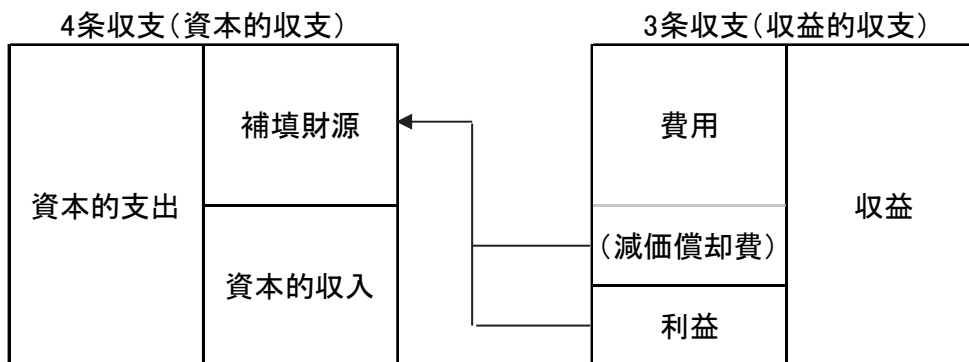 4条収支(資本的収支)
資本的支出
補填財源
資本的収入
3条収支(収益的収支)
費用
(減価償却費)
利益
収益